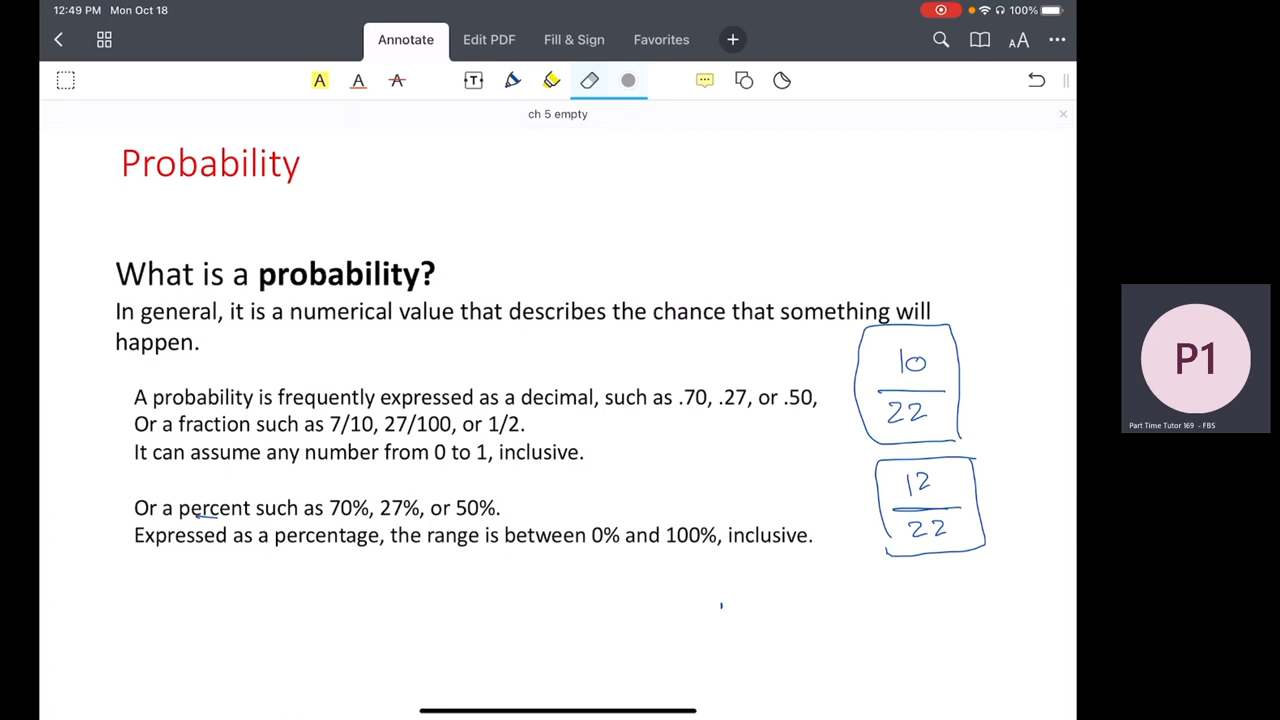 12:49 PM Mon Oct 18
100%
Annotate Edit PDF Fill & Sign Favorites
AA
A A A T
ch 5 empty
Probability
What is a probability?
In general, it is a numerical value that describes the chance that something will
happen.
10
22
A probability is frequently expressed as a decimal, such as .70, .27, or .50,
Or a fraction such as 7/10, 27/100, or 1/2.
It can assume any number from 0 to 1, inclusive.
12
22
Or a percent such as 70%, 27%, or 50%.
Expressed as a percentage, the range is between 0% and 100%, inclusive.
P1
Part Time Tutor 169 - FBS